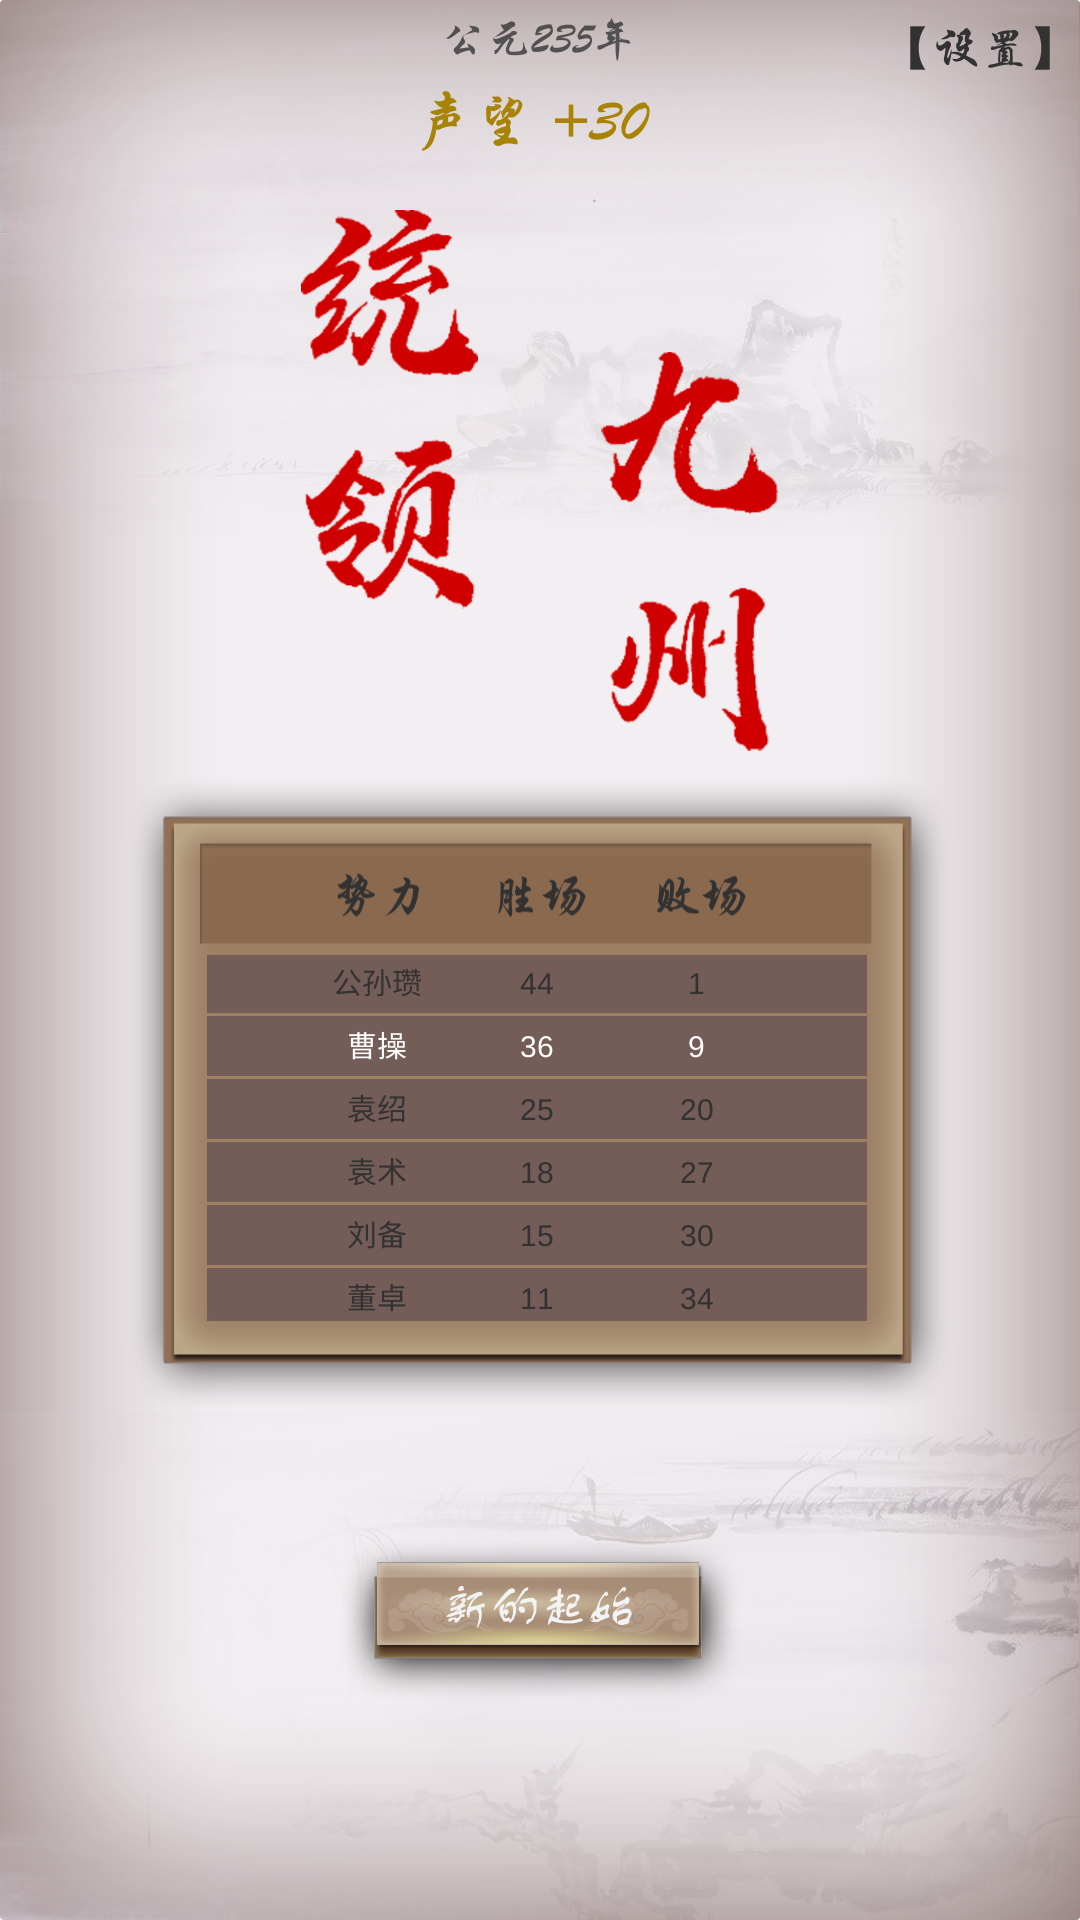 公元235年
【设置】
声望 +30
统领
九州
势力 胜场 败场
公孙瓒 44 1
曹操 36 9
袁绍 25 20
袁术 18 27
刘备 15 30
董卓 11 34
新的起始